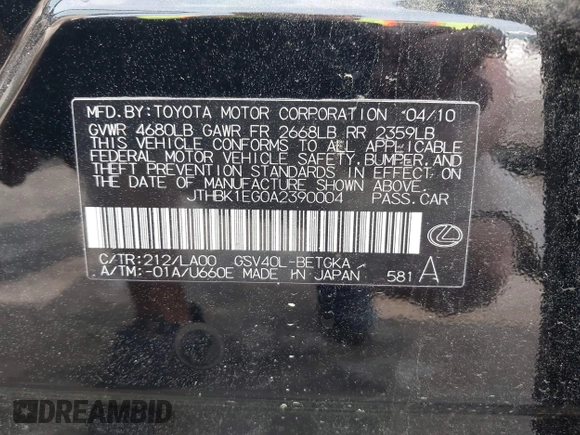 MFD. BY: TOYOTA MOTOR CORPORATION 04/10
GVWR 4680LB GAWR FR 2668LB RR 2359LB
THIS VEHICLE CONFORMS TO ALL APPLICABLE
FEDERAL MOTOR VEHICLE SAFETY, BUMPER, AND
THEFT PREVENTION STANDARDS IN EFFECT ON
THE DATE OF MANUFACTURE SHOWN ABOVE.
JTHBK1EG0A2390004 PASS. CAR
C/TR: 212/LA00 GSV40L-BETGKA
A/TM: -01A/U660E MADE IN JAPAN 581 A
DREAMBID